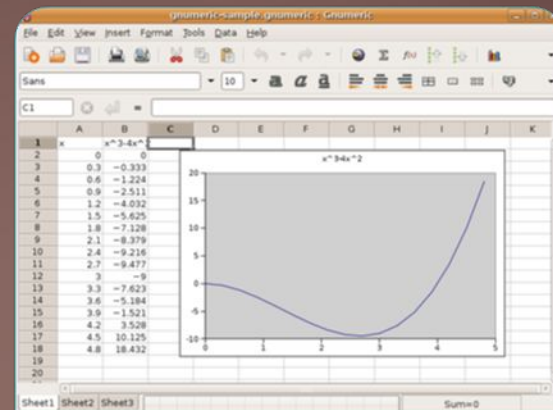 gnumeric-sample.gnumeric : Gnumeric
File Edit View Insert Format Tools Data Help
Sans 10 a a a
C1 =
A B C D E F G H I J K
1 x x^3-4x^2
2 0 0
3 0.3 −0.333
4 0.6 −1.224
5 0.9 −2.511
6 1.2 −4.032
7 1.5 −5.625
8 1.8 −7.128
9 2.1 −8.379
10 2.4 −9.216
11 2.7 −9.477
12 3 −9
13 3.3 −7.623
14 3.6 −5.184
15 3.9 −1.521
16 4.2 3.528
17 4.5 10.125
18 4.8 18.432
19
20
x^3-4x^2
20
15
10
5
0
-5
-10
0 1 2 3 4 5
Sheet1 Sheet2 Sheet3 Sum=0